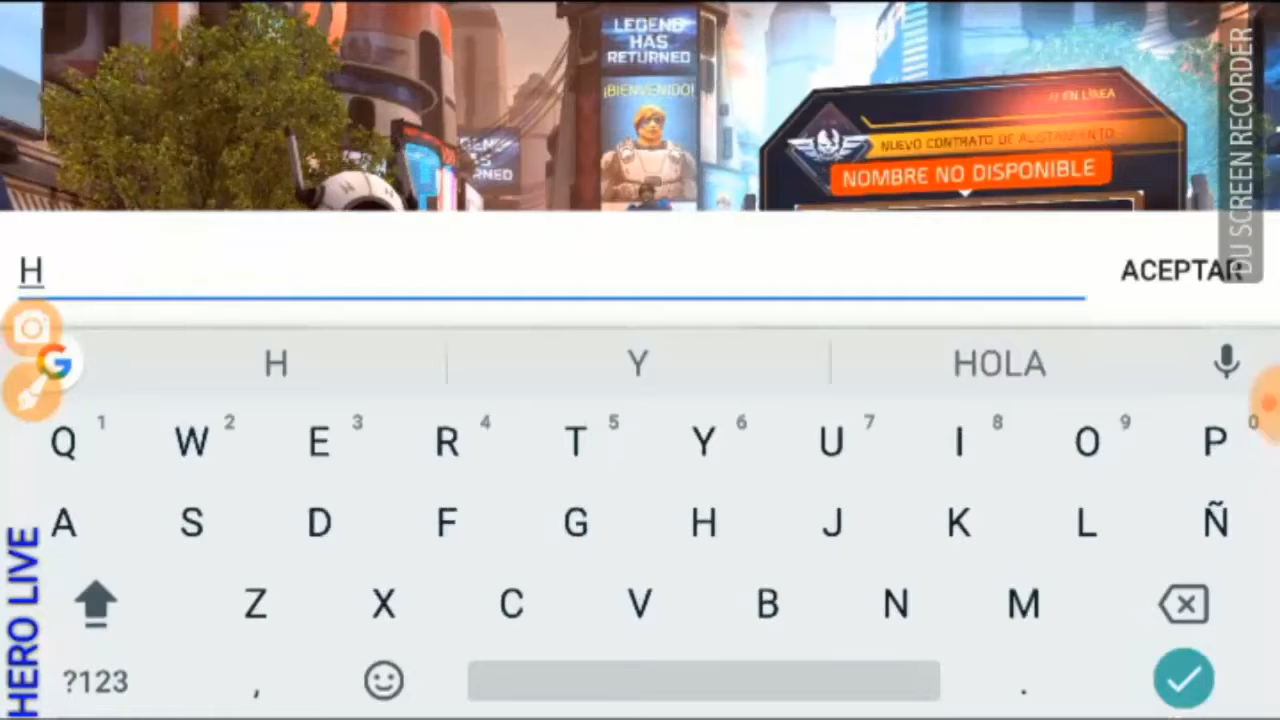 LEGEND
HAS
RETURNED
¡BIENVENIDO!
EN LÍNEA
NUEVO CONTRATO DE ALISTAMIENTO
NOMBRE NO DISPONIBLE
DU SCREEN RECORDER
H
ACEPTAR
H Y HOLA
Q 1 W 2 E 3 R 4 T 5 Y 6 U 7 I 8 O 9 P 0
A S D F G H J K L Ñ
Z X C V B N M
?123 , .
HERO LIVE